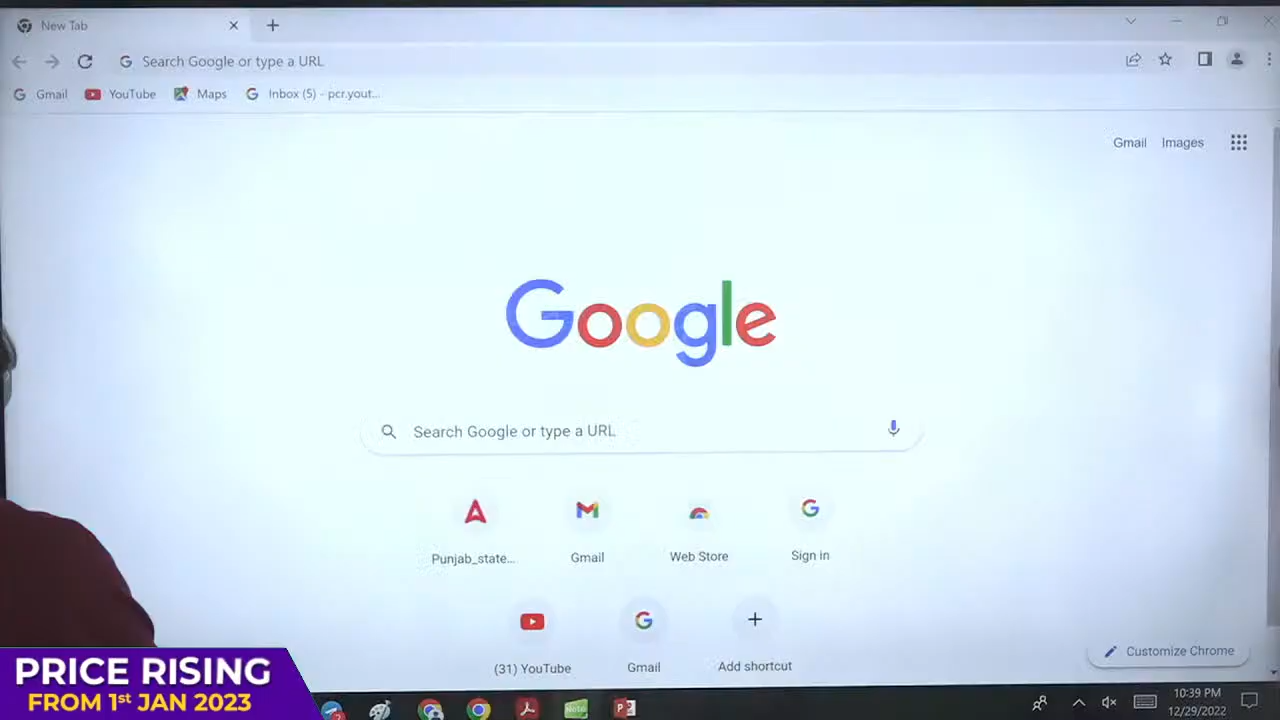 New Tab
Search Google or type a URL
Gmail YouTube Maps Inbox (5) - pcr.yout...
Gmail Images
Google
Search Google or type a URL
Punjab_state... Gmail Web Store Sign in
(31) YouTube Gmail Add shortcut
Customize Chrome
PRICE RISING
FROM 1st JAN 2023
10:39 PM
12/29/2022